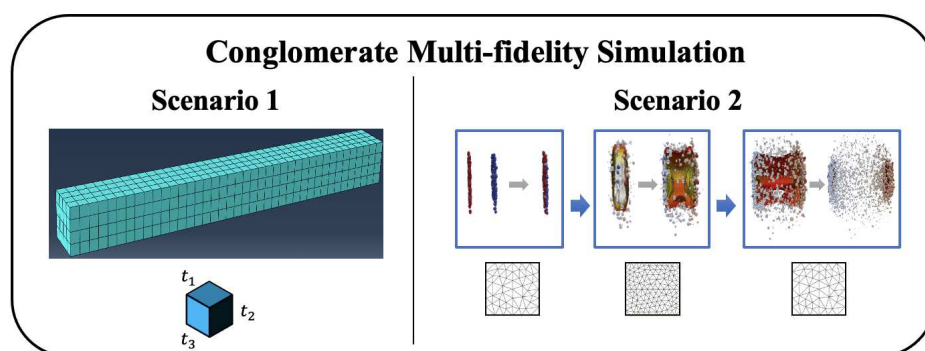 Conglomerate Multi-fidelity Simulation
Scenario 1
Scenario 2
t₁
t₂
t₃